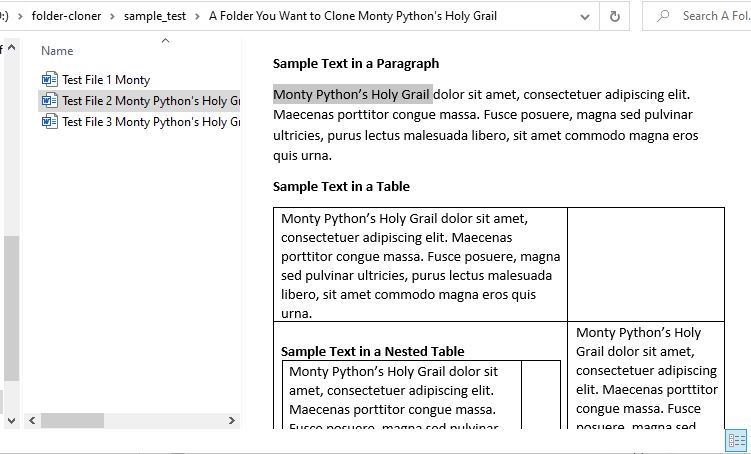 :) > folder-cloner > sample_test > A Folder You Want to Clone Monty Python's Holy Grail
Search A Fol.
Name
Test File 1 Monty
Test File 2 Monty Python's Holy Gr
Test File 3 Monty Python's Holy Gr
Sample Text in a Paragraph
Monty Python’s Holy Grail dolor sit amet, consectetuer adipiscing elit.
Maecenas porttitor congue massa. Fusce posuere, magna sed pulvinar
ultricies, purus lectus malesuada libero, sit amet commodo magna eros
quis urna.
Sample Text in a Table
Monty Python’s Holy Grail dolor sit amet,
consectetuer adipiscing elit. Maecenas
porttitor congue massa. Fusce posuere, magna
sed pulvinar ultricies, purus lectus malesuada
libero, sit amet commodo magna eros quis
urna.
Sample Text in a Nested Table
Monty Python’s Holy Grail dolor sit
amet, consectetuer adipiscing elit.
Maecenas porttitor congue massa.
Fusce posuere, magna sed pulvinar
Monty Python’s Holy
Grail dolor sit amet,
consectetuer adipiscing
elit. Maecenas porttitor
congue massa. Fusce
posuere, magna sed